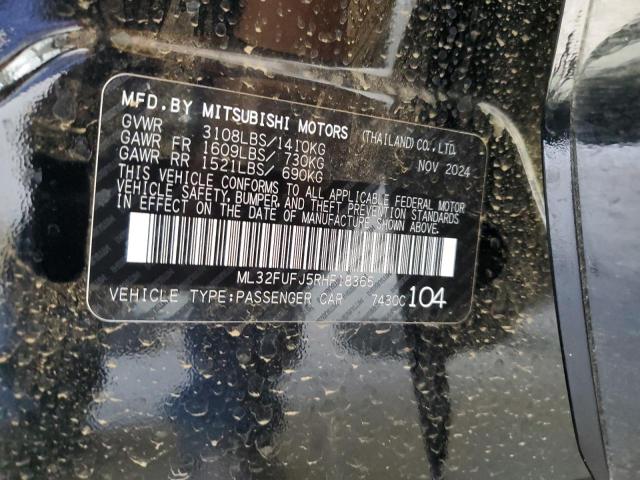 MFD.BY MITSUBISHI MOTORS (THAILAND) CO., LTD.
GVWR 3108LBS/1410KG NOV 2024
GAWR FR 1609LBS/ 730KG
GAWR RR 1521LBS/ 690KG
THIS VEHICLE CONFORMS TO ALL APPLICABLE FEDERAL MOTOR
VEHICLE SAFETY, BUMPER, AND THEFT PREVENTION STANDARDS
IN EFFECT ON THE DATE OF MANUFACTURE SHOWN ABOVE.
ML32FUFJ5RHF18365
VEHICLE TYPE:PASSENGER CAR 7430C 104